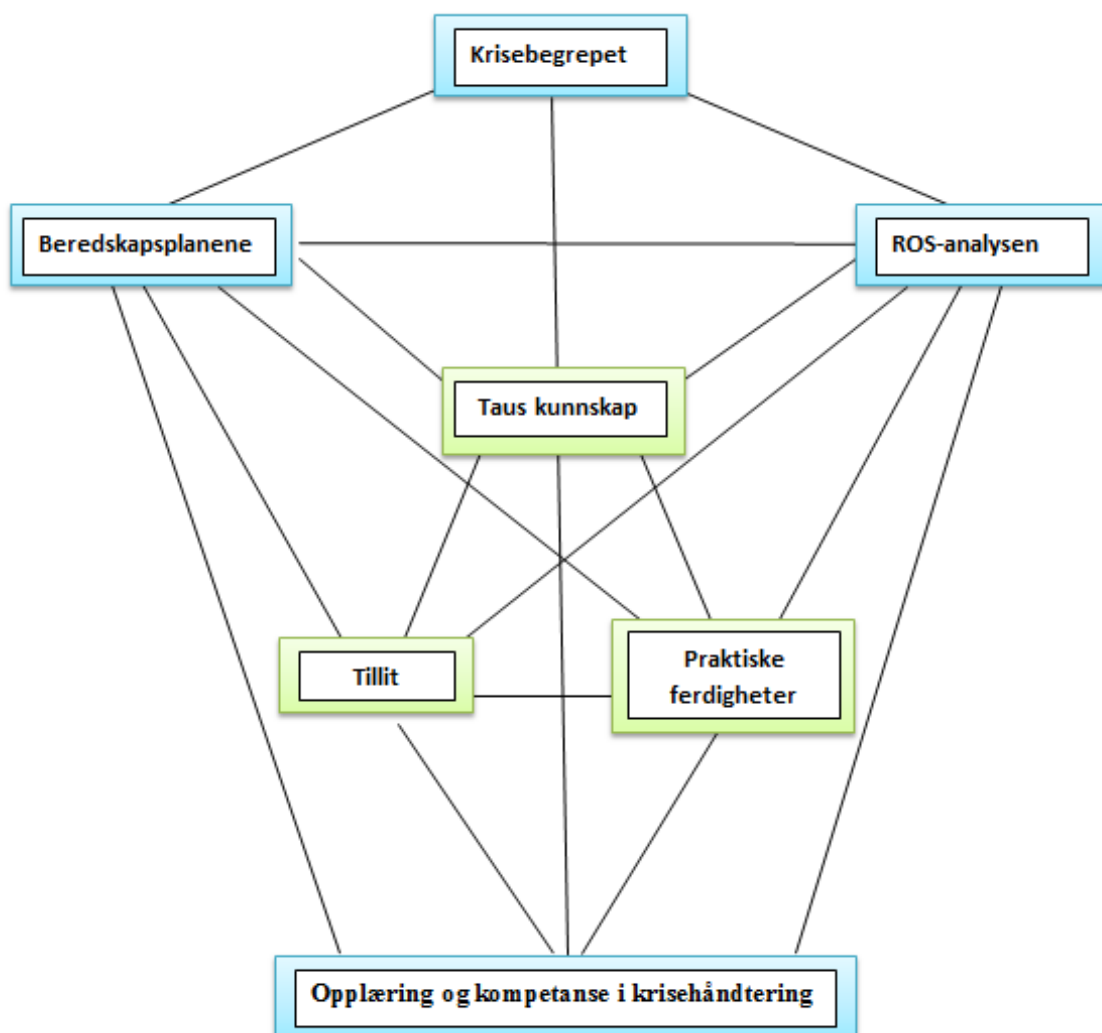 Krisebegrepet
Beredskapsplanene
ROS-analysen
Taus kunnskap
Tillit
Praktiske
ferdigheter
Opplæring og kompetanse i krisehåndtering